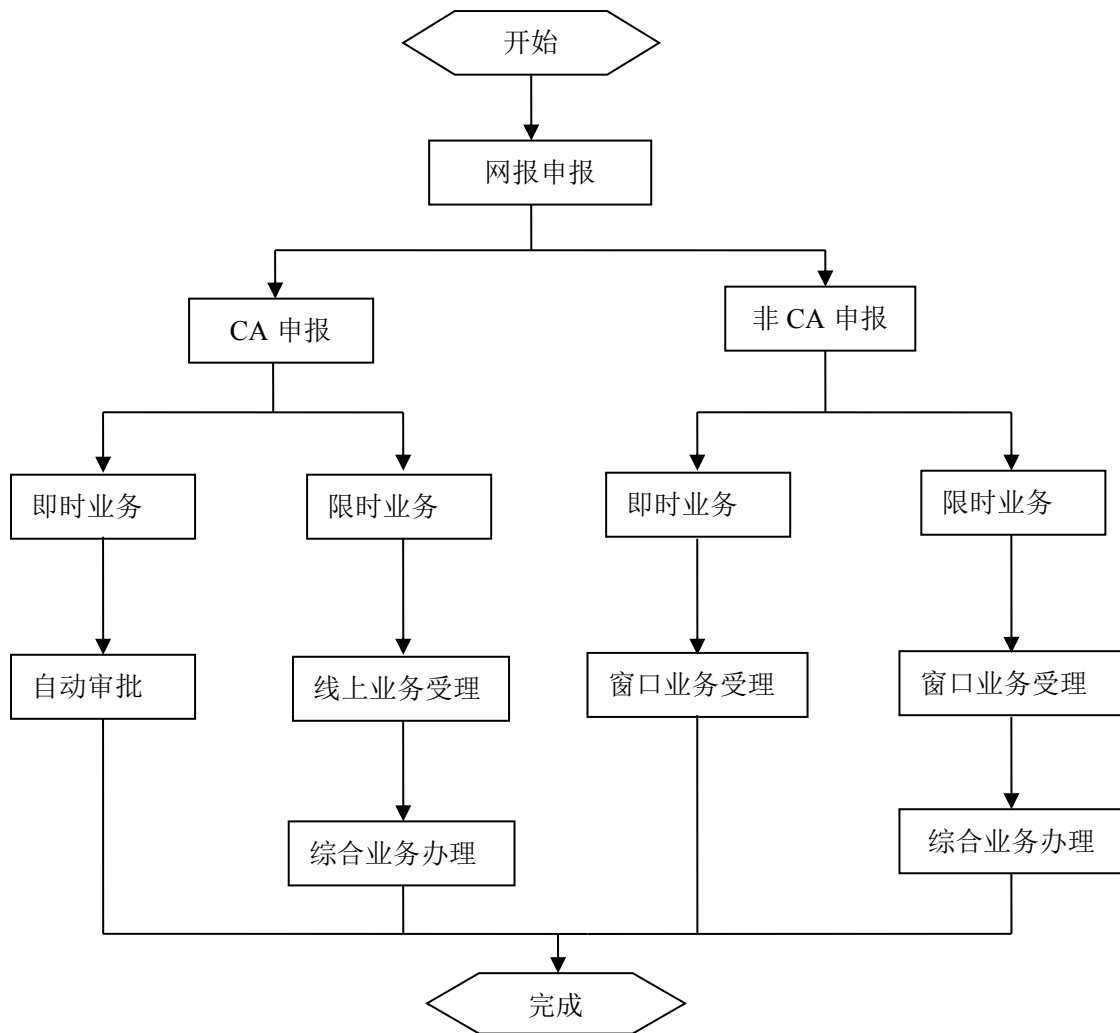 开始
网报申报
CA 申报
非 CA 申报
即时业务
限时业务
即时业务
限时业务
自动审批
线上业务受理
窗口业务受理
窗口业务受理
综合业务办理
综合业务办理
完成